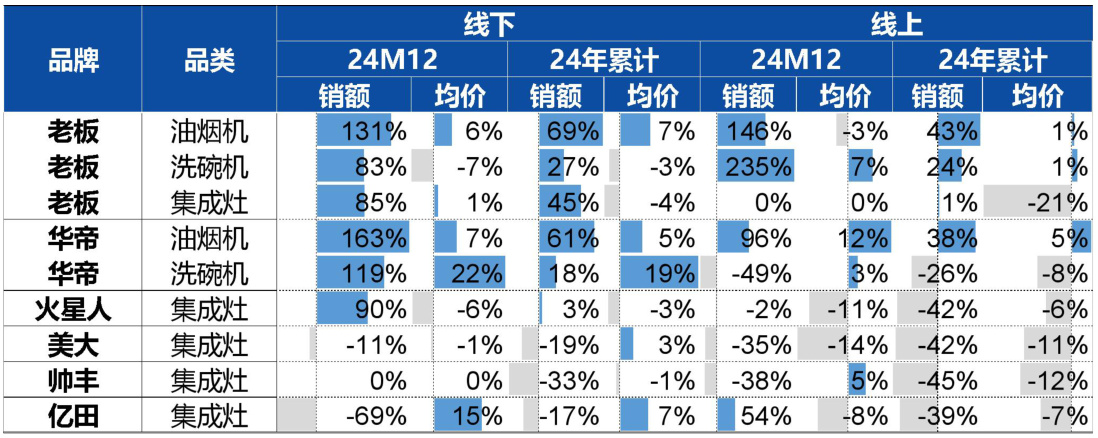 品牌 品类 线下 线上
24M12 24年累计 24M12 24年累计
销额 均价 销额 均价 销额 均价 销额 均价
老板 油烟机 131% 6% 69% 7% 146% -3% 43% 1%
老板 洗碗机 83% -7% 27% -3% 235% 7% 24% 1%
老板 集成灶 85% 1% 45% -4% 0% 0% 1% -21%
华帝 油烟机 163% 7% 61% 5% 96% 12% 38% 5%
华帝 洗碗机 119% 22% 18% 19% -49% 3% -26% -8%
火星人 集成灶 90% -6% 3% -3% -2% -11% -42% -6%
美大 集成灶 -11% -1% -19% 3% -35% -14% -42% -11%
帅丰 集成灶 0% 0% -33% -1% -38% 5% -45% -12%
亿田 集成灶 -69% 15% -17% 7% 54% -8% -39% -7%